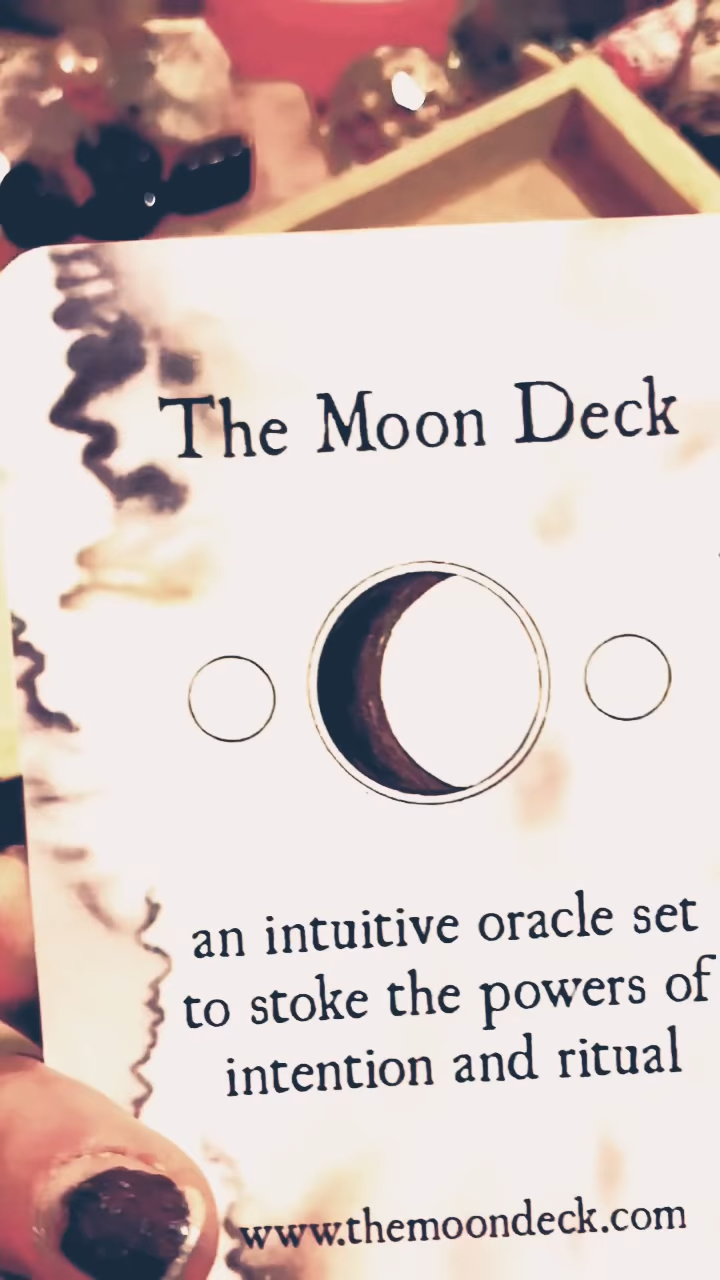 The Moon Deck
an intuitive oracle set
to stoke the powers of
intention and ritual
www.themoondeck.com